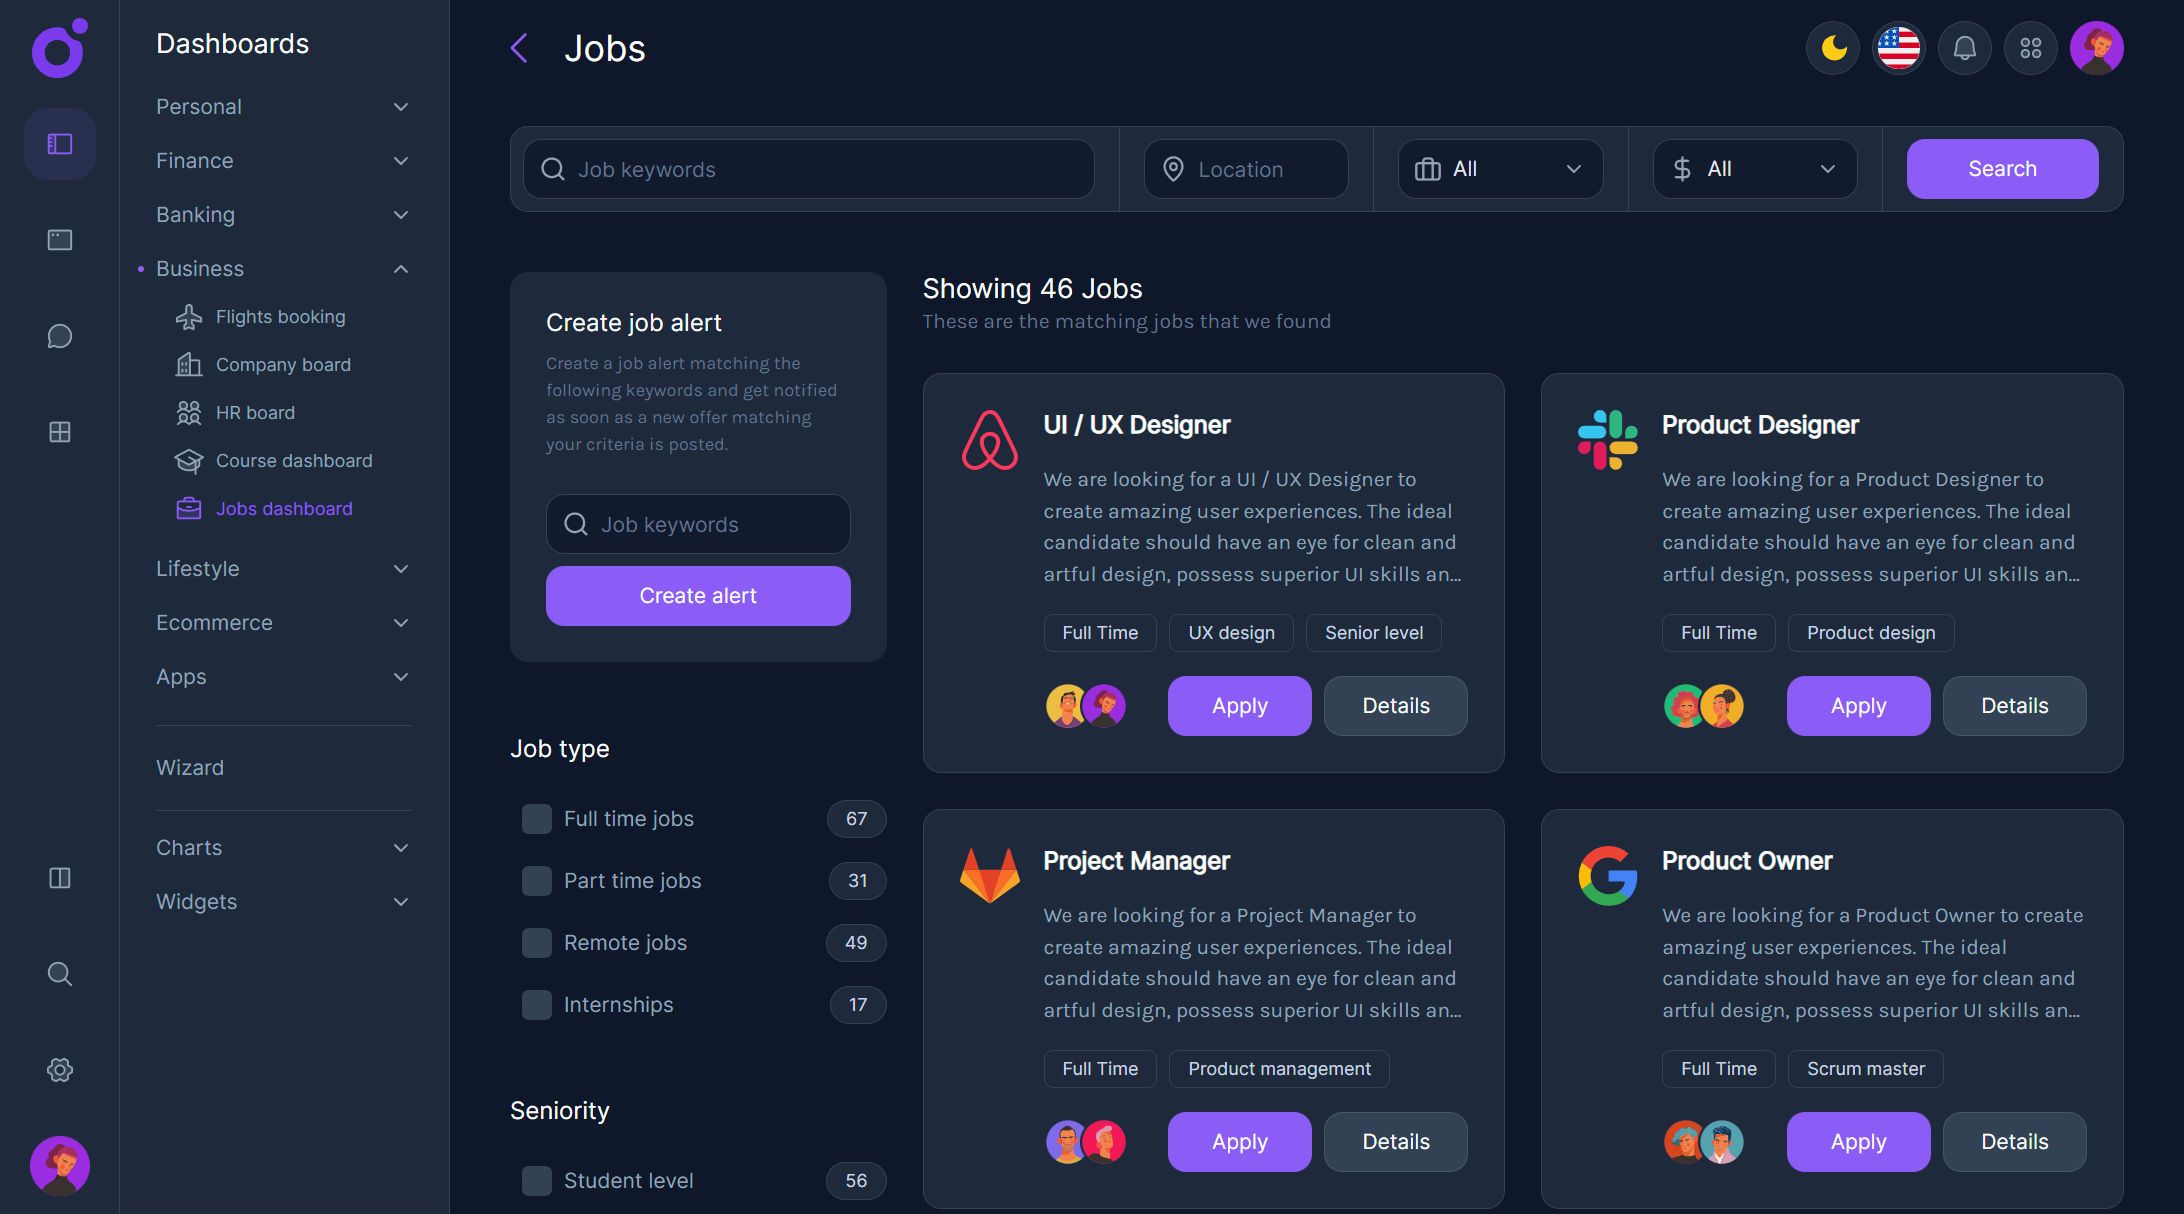 Dashboards
Personal
Finance
Banking
Business
Flights booking
Company board
HR board
Course dashboard
Jobs dashboard
Lifestyle
Ecommerce
Apps
Wizard
Charts
Widgets
Jobs
Job keywords
Location
All
All
Search
Create job alert
Create a job alert matching the
following keywords and get notified
as soon as a new offer matching
your criteria is posted.
Job keywords
Create alert
Job type
Full time jobs 67
Part time jobs 31
Remote jobs 49
Internships 17
Seniority
Student level 56
Showing 46 Jobs
These are the matching jobs that we found
UI / UX Designer
We are looking for a UI / UX Designer to
create amazing user experiences. The ideal
candidate should have an eye for clean and
artful design, possess superior UI skills an...
Full Time UX design Senior level
Apply Details
Product Designer
We are looking for a Product Designer to
create amazing user experiences. The ideal
candidate should have an eye for clean and
artful design, possess superior UI skills an...
Full Time Product design
Apply Details
Project Manager
We are looking for a Project Manager to
create amazing user experiences. The ideal
candidate should have an eye for clean and
artful design, possess superior UI skills an...
Full Time Product management
Apply Details
Product Owner
We are looking for a Product Owner to create
amazing user experiences. The ideal
candidate should have an eye for clean and
artful design, possess superior UI skills an...
Full Time Scrum master
Apply Details